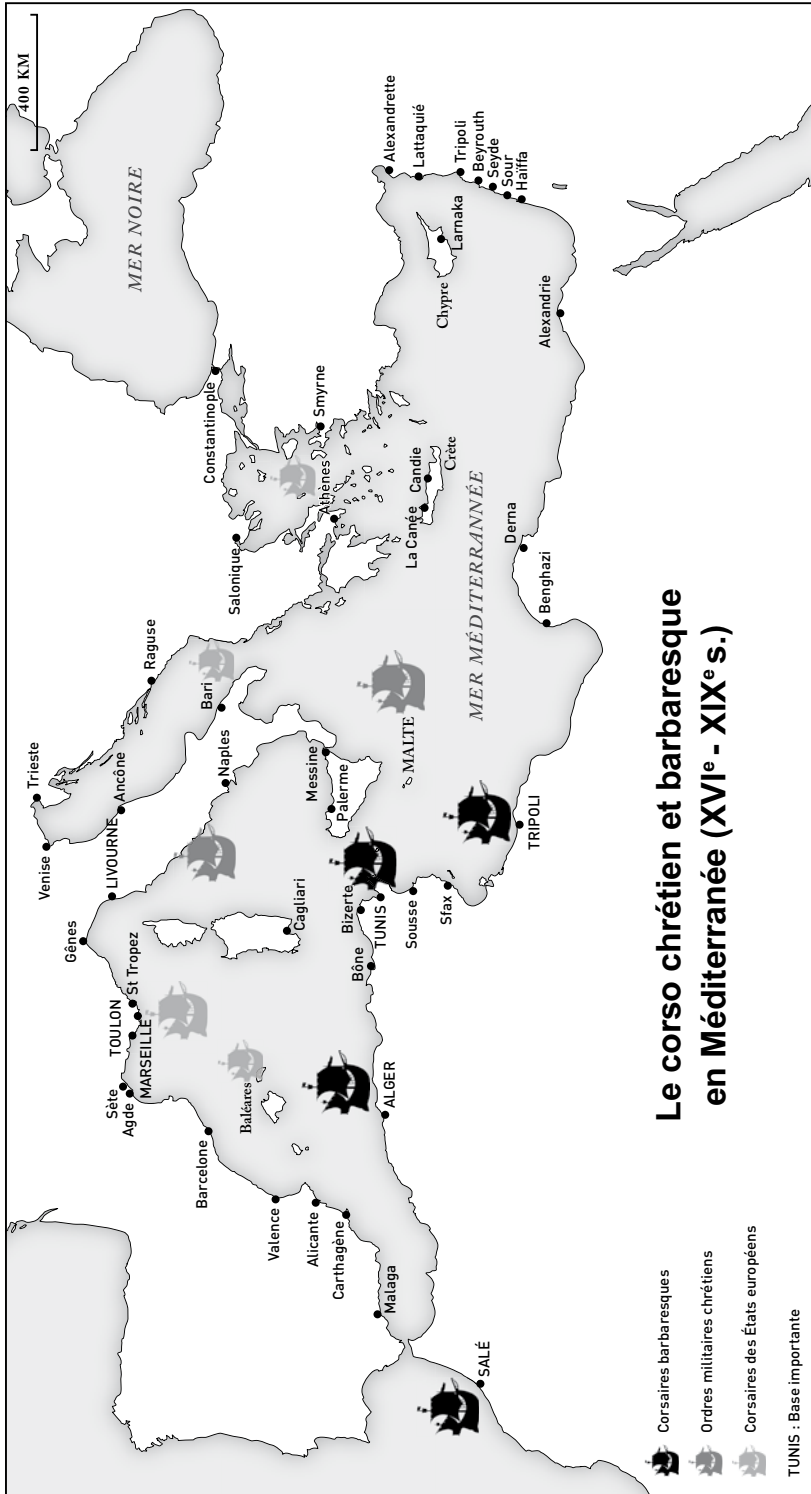 400 KM
MER NOIRE
Trieste
Venise
Raguse
Ancône
LIVOURNE
Gênes
St Tropez
TOULON
MARSEILLE
Sète
Agde
Constantinople
Salonique
Bari
Naples
Barcelone
Baléares
Valence
Alicante
Carthagène
Malaga
Cagliari
Smyrne
Athènes
Messine
Palerme
Alexandrette
Lattaquié
Tripoli
Beyrouth
Seyde
Sour
Haïffa
Larnaka
Chypre
La Canée
Candie
Crète
MALTE
Bizerte
TUNIS
Bône
ALGER
Sousse
Sfax
MER MÉDITERRANNÉE
SALÉ
TRIPOLI
Derna
Benghazi
Alexandrie
Le corso chrétien et barbaresque
en Méditerranée (XVIe - XIXe s.)
Corsaires barbaresques
Ordres militaires chrétiens
Corsaires des États européens
TUNIS : Base importante